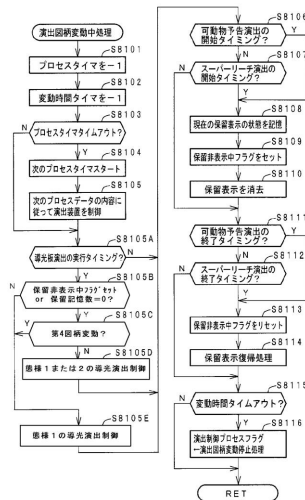 演出図柄変動中処理
S8101
プロセスタイマを－1
S8102
変動時間タイマを－1
S8103
プロセスタイマタイムアウト?
N
Y
S8104
次のプロセスタイマスタート
S8105
次のプロセスデータの内容に
従って演出装置を制御
S8105A
導光板演出の実行タイミング?
N
Y
S8105B
保留非表示中フラグセット
or 保留記憶数=0?
Y
N
S8105C
第4図柄変動?
Y
N
S8105D
態様1または2の導光演出制御
S8105E
態様1の導光演出制御
S8106
可動物予告演出の
開始タイミング?
Y
N
S8107
スーパーリーチ演出の
開始タイミング?
N
Y
S8108
現在の保留表示の状態を記憶
S8109
保留非表示中フラグをセット
S8110
保留表示を消去
S8111
可動物予告演出の
終了タイミング?
Y
N
S8112
スーパーリーチ演出の
終了タイミング?
N
Y
S8113
保留非表示中フラグをリセット
S8114
保留表示復帰処理
S8115
変動時間タイムアウト?
N
Y
S8116
演出制御プロセスフラグ
←演出図柄変動停止処理
RET